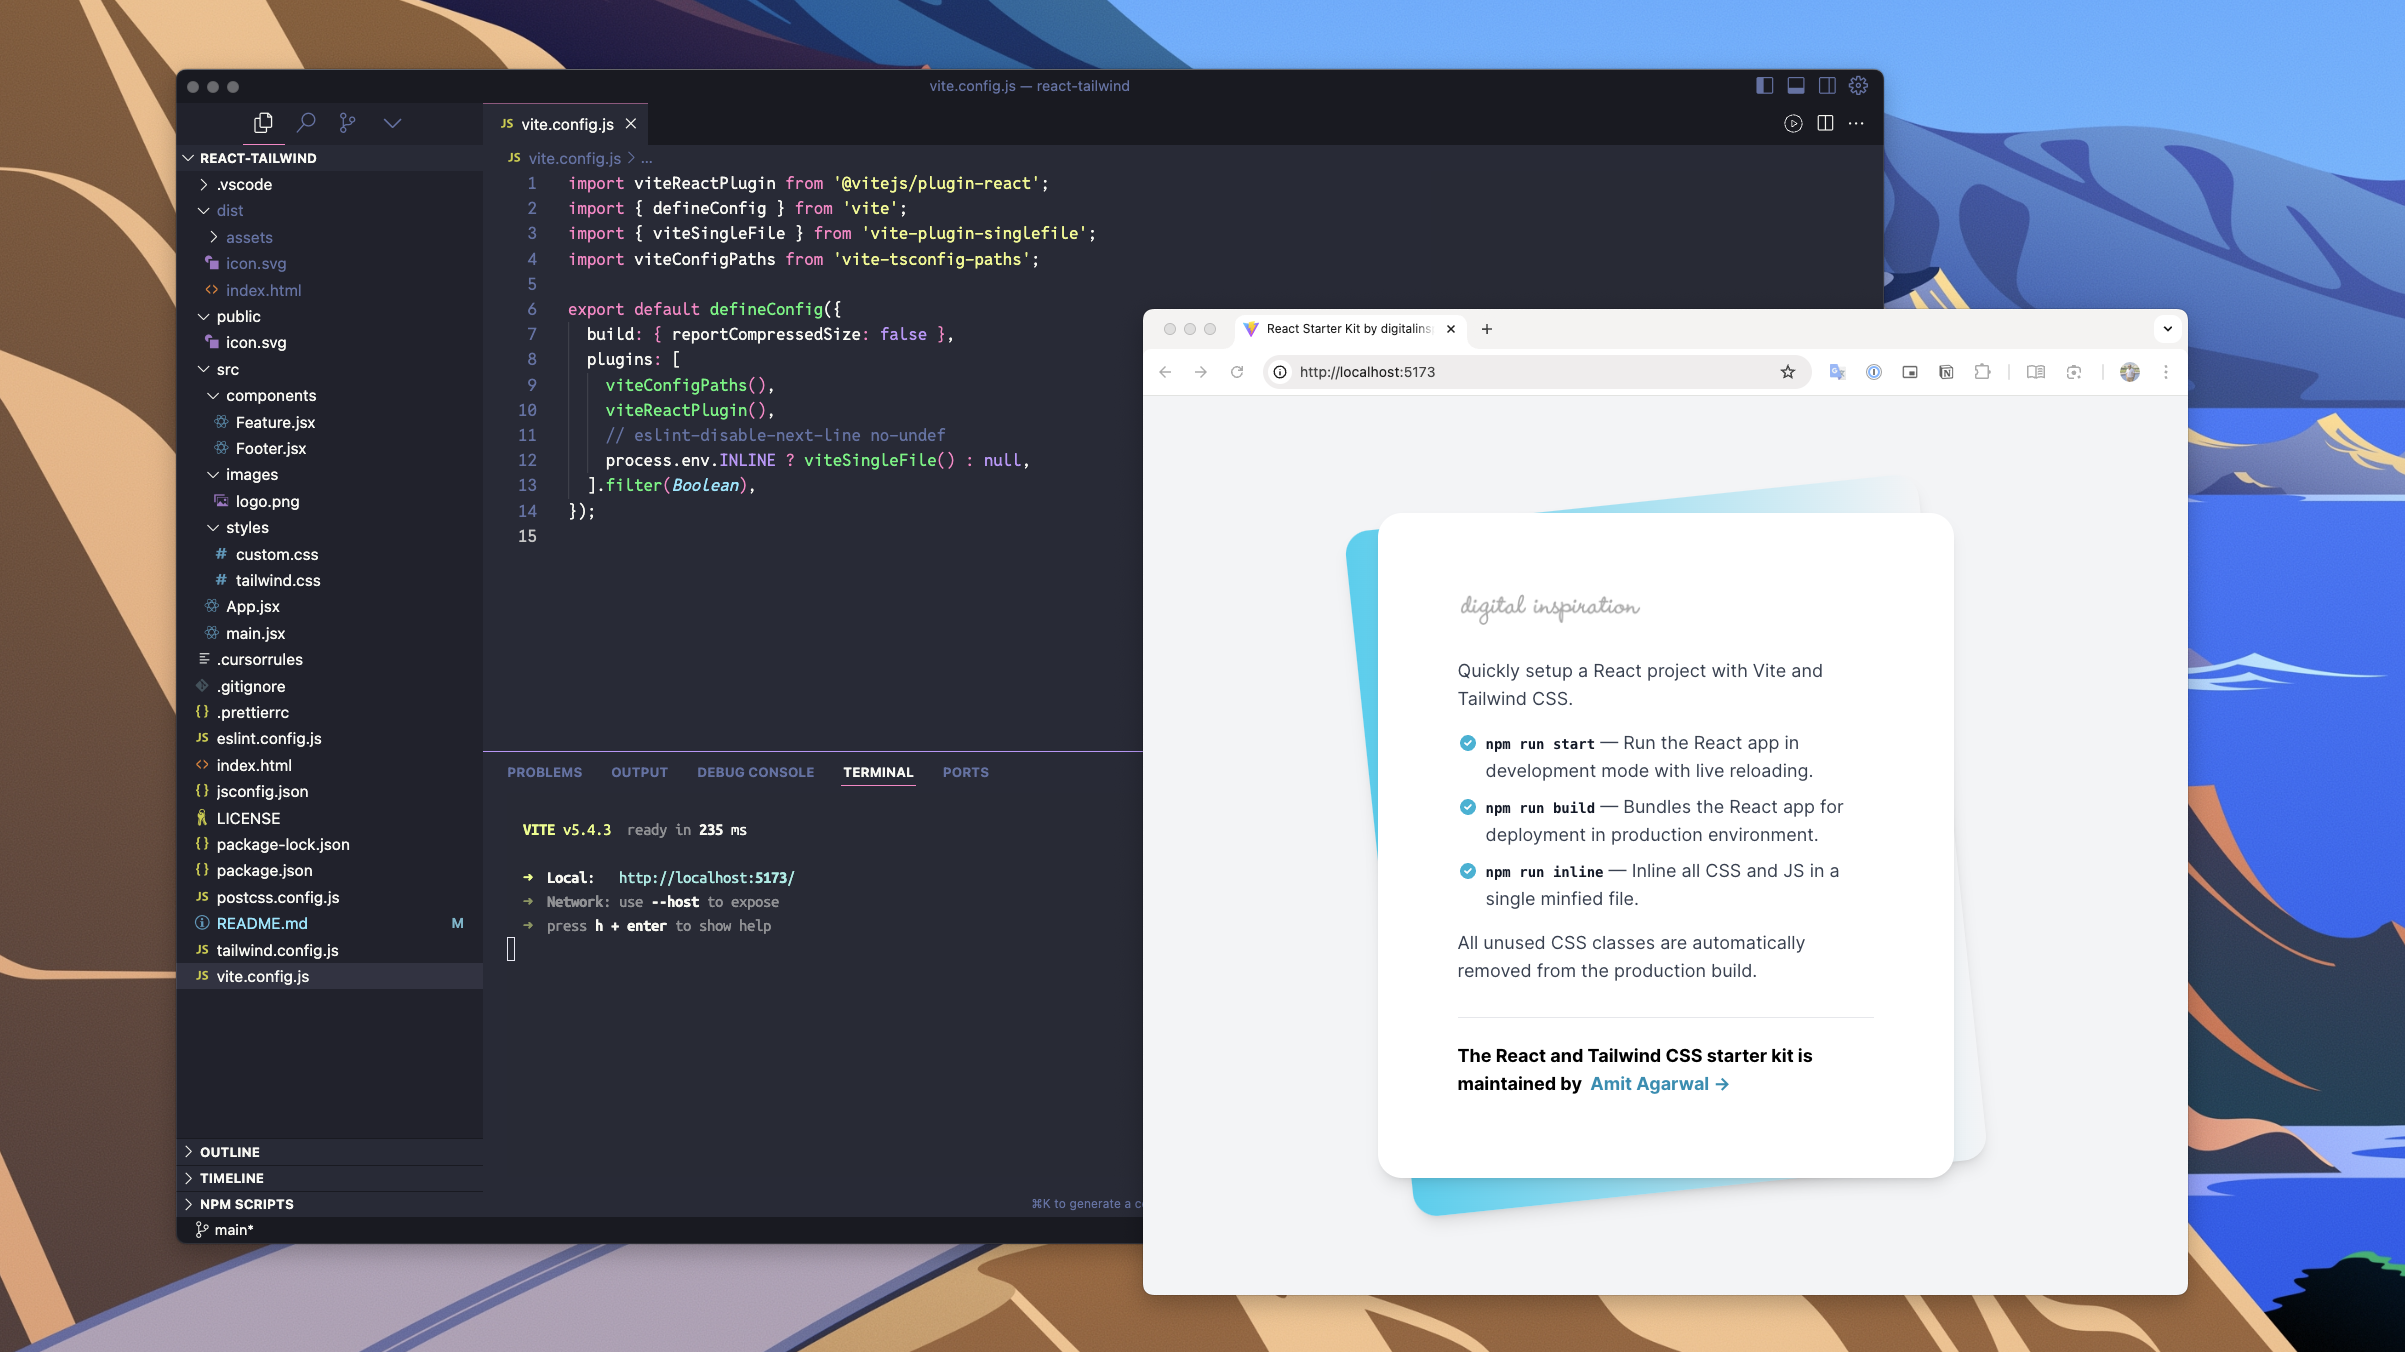 vite.config.js — react-tailwind
REACT-TAILWIND
.vscode
dist
assets
icon.svg
index.html
public
icon.svg
src
components
Feature.jsx
Footer.jsx
images
logo.png
styles
custom.css
tailwind.css
App.jsx
main.jsx
.cursorrules
.gitignore
.prettierrc
JS eslint.config.js
index.html
jsconfig.json
LICENSE
package-lock.json
package.json
JS postcss.config.js
README.md M
JS tailwind.config.js
JS vite.config.js
OUTLINE
TIMELINE
NPM SCRIPTS
main*
JS vite.config.js
JS vite.config.js > ...
1 import viteReactPlugin from '@vitejs/plugin-react';
2 import { defineConfig } from 'vite';
3 import { viteSingleFile } from 'vite-plugin-singlefile';
4 import viteConfigPaths from 'vite-tsconfig-paths';
5
6 export default defineConfig({
7 build: { reportCompressedSize: false },
8 plugins: [
9 viteConfigPaths(),
10 viteReactPlugin(),
11 // eslint-disable-next-line no-undef
12 process.env.INLINE ? viteSingleFile() : null,
13 ].filter(Boolean),
14 });
15
PROBLEMS OUTPUT DEBUG CONSOLE TERMINAL PORTS
VITE v5.4.3 ready in 235 ms
➜ Local: http://localhost:5173/
➜ Network: use --host to expose
➜ press h + enter to show help
⌘K to generate a
React Starter Kit by digitalins
http://localhost:5173
digital inspiration
Quickly setup a React project with Vite and
Tailwind CSS.
npm run start — Run the React app in
development mode with live reloading.
npm run build — Bundles the React app for
deployment in production environment.
npm run inline — Inline all CSS and JS in a
single minfied file.
All unused CSS classes are automatically
removed from the production build.
The React and Tailwind CSS starter kit is
maintained by Amit Agarwal →